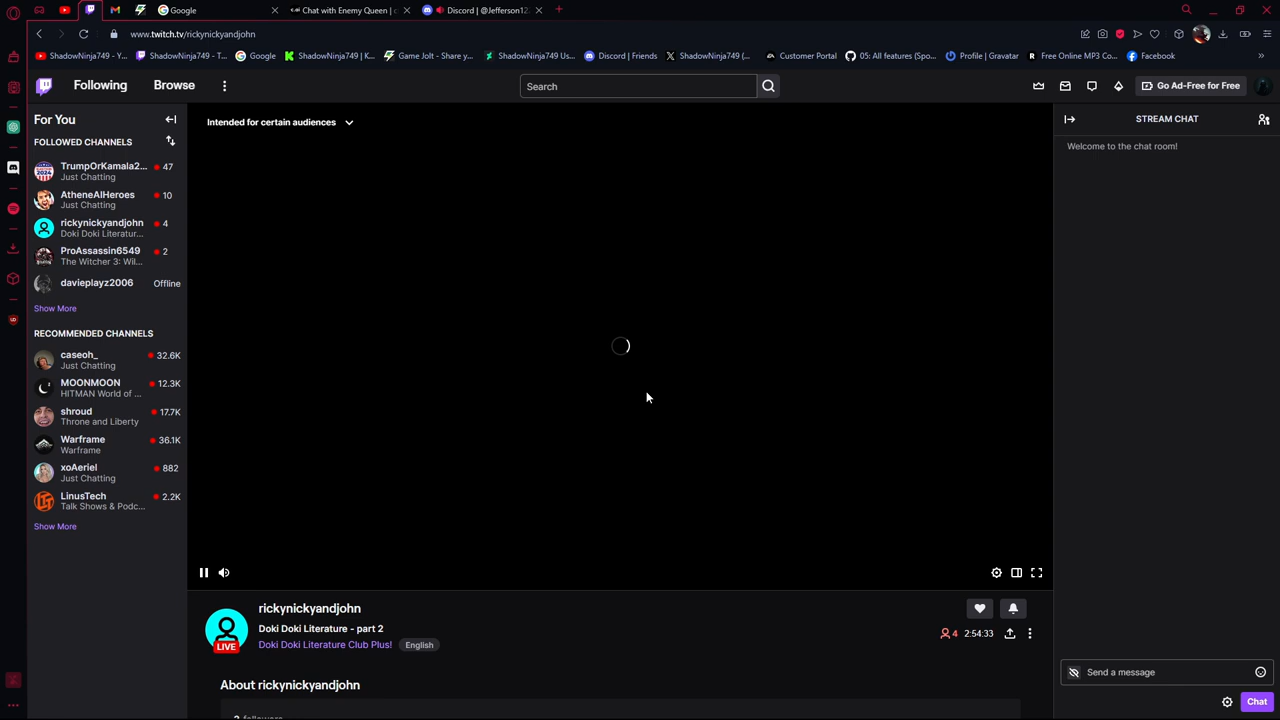 Google
Chat with Enemy Queen |
Discord | @Jefferson12
www.twitch.tv/rickynickyandjohn
ShadowNinja749 - Y...
ShadowNinja749 - T...
Google
ShadowNinja749 | K...
Game Jolt - Share y...
ShadowNinja749 Us...
Discord | Friends
ShadowNinja749 (...
Customer Portal
05: All features (Spo...
Profile | Gravatar
Free Online MP3 Co...
Facebook
Following
Browse
Search
Go Ad-Free for Free
For You
FOLLOWED CHANNELS
TrumpOrKamala2... 47
Just Chatting
AtheneAIHeroes 10
Just Chatting
rickynickyandjohn 4
Doki Doki Literatur...
ProAssassin6549 2
The Witcher 3: Wil...
davieplayz2006 Offline
Show More
RECOMMENDED CHANNELS
caseoh_ 32.6K
Just Chatting
MOONMOON 12.3K
HITMAN World of ...
shroud 17.7K
Throne and Liberty
Warframe 36.1K
Warframe
xoAeriel 882
Just Chatting
LinusTech 2.2K
Talk Shows & Podc...
Show More
Intended for certain audiences
rickynickyandjohn
Doki Doki Literature - part 2
Doki Doki Literature Club Plus! English
LIVE
4 2:54:33
About rickynickyandjohn
followers
STREAM CHAT
Welcome to the chat room!
Send a message
Chat